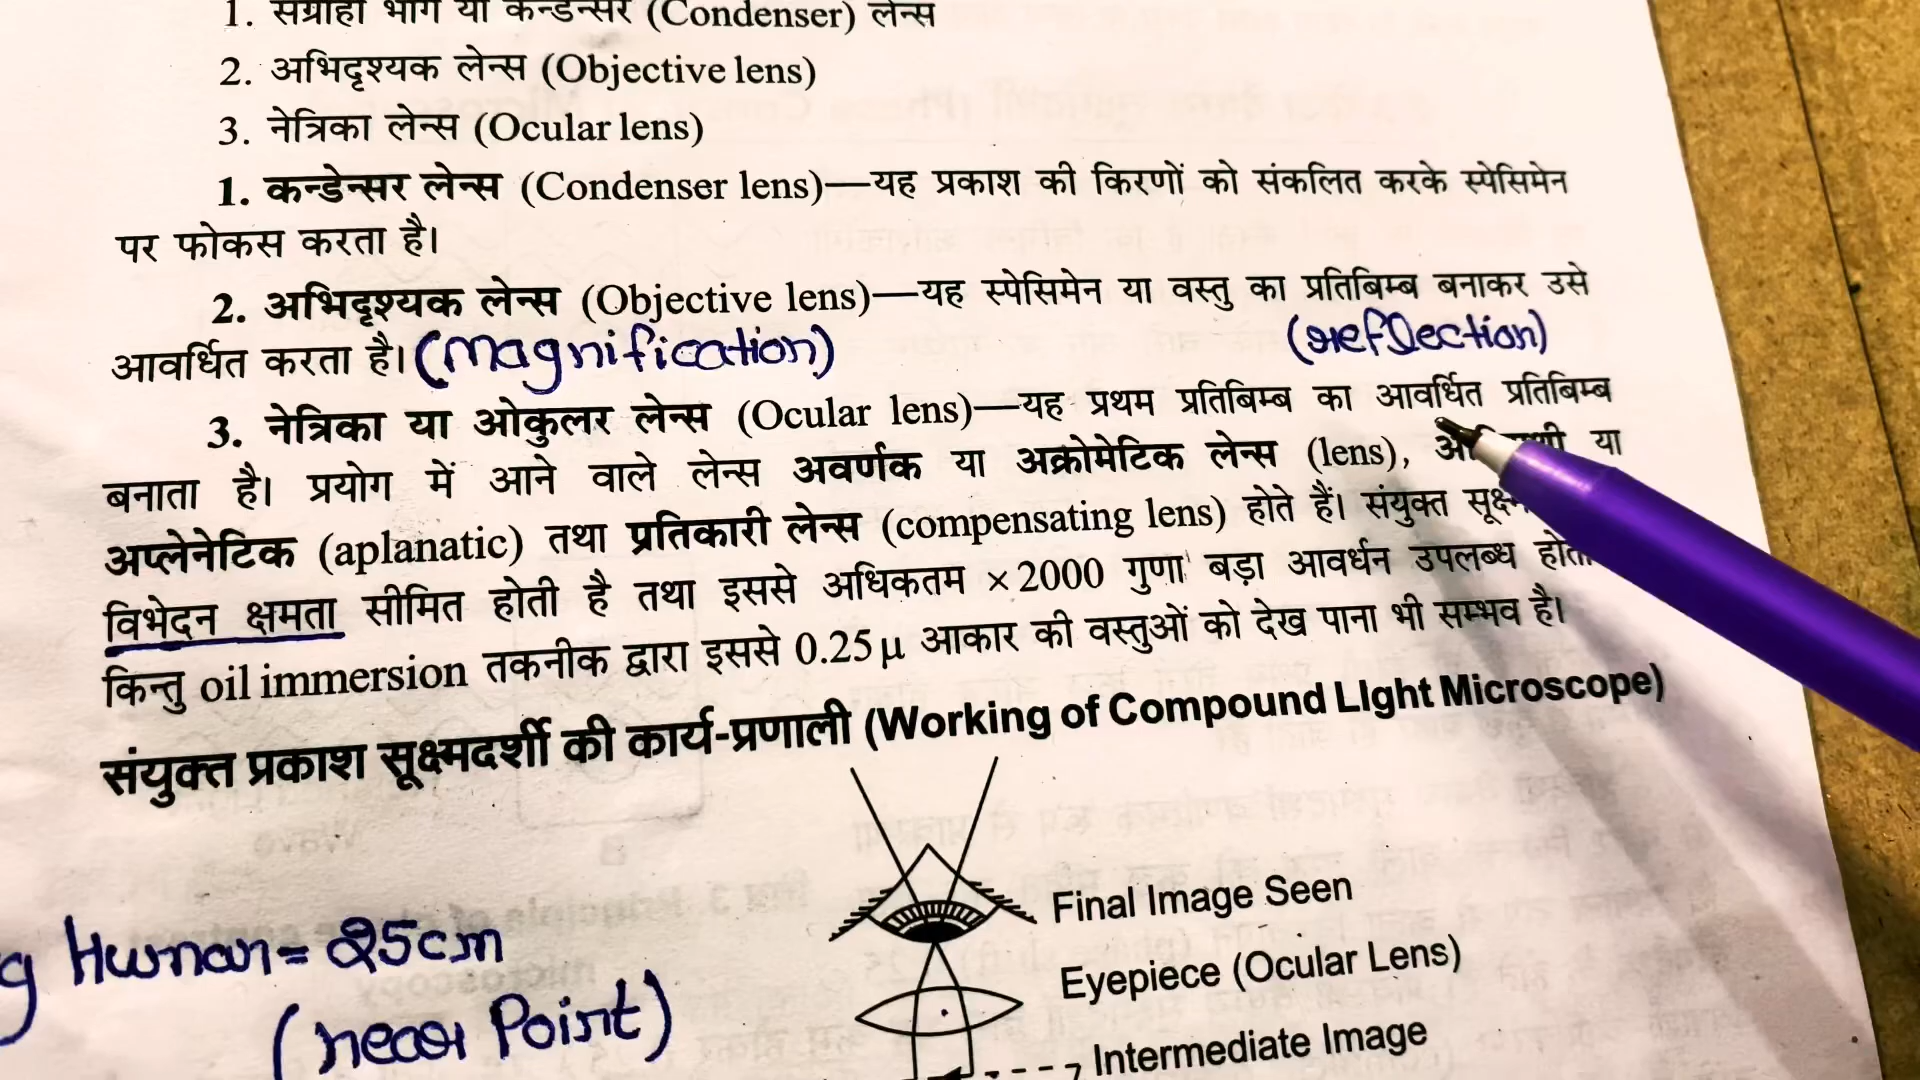 1. संग्राही भाग या कन्डेन्सर (Condenser) लेन्स
2. अभिदृश्यक लेन्स (Objective lens)
3. नेत्रिका लेन्स (Ocular lens)
1. कन्डेन्सर लेन्स (Condenser lens)—यह प्रकाश की किरणों को संकलित करके स्पेसिमेन
पर फोकस करता है।
2. अभिदृश्यक लेन्स (Objective lens)—यह स्पेसिमेन या वस्तु का प्रतिबिम्ब बनाकर उसे
(reflection)
आवर्धित करता है। (Magnification)
3. नेत्रिका या ओकुलर लेन्स (Ocular lens)—यह प्रथम प्रतिबिम्ब का आवर्धित प्रतिबिम्ब
बनाता है। प्रयोग में आने वाले लेन्स अवर्णक या अक्रोमेटिक लेन्स (lens), या
अप्लेनेटिक (aplanatic) तथा प्रतिकारी लेन्स (compensating lens) होते हैं। संयुक्त
विभेदन क्षमता सीमित होती है तथा इससे अधिकतम ×2000 गुणा बड़ा आवर्धन उपलब्ध
किन्तु oil immersion तकनीक द्वारा इससे 0.25 µ आकार की वस्तुओं को देख पाना भी सम्भव है।
संयुक्त प्रकाश सूक्ष्मदर्शी की कार्य-प्रणाली (Working of Compound LIght Microscope)
Final Image Seen
g Human = 25cm
Eyepiece (Ocular Lens)
(near Point)
Intermediate Image